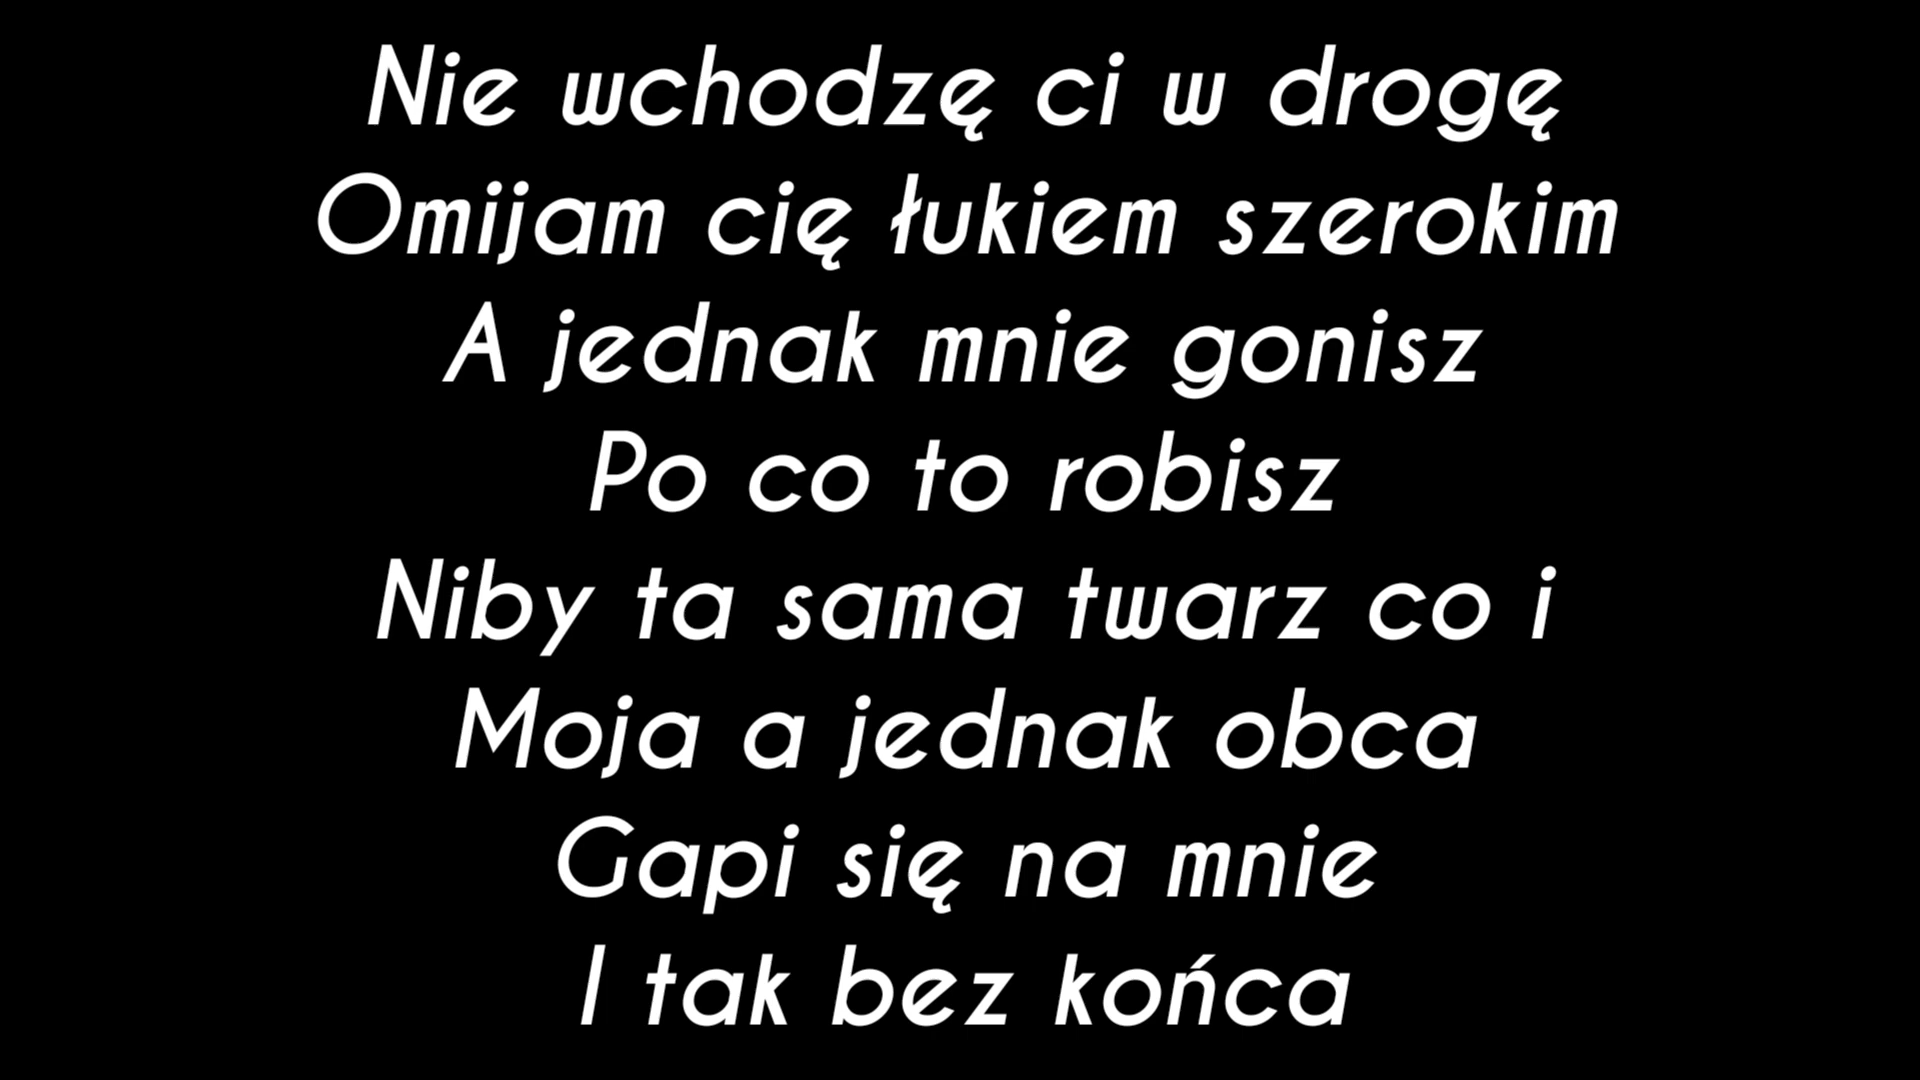 Nie wchodzę ci w drogę
Omijam cię łukiem szerokim
A jednak mnie gonisz
Po co to robisz
Niby ta sama twarz co i
Moja a jednak obca
Gapi się na mnie
I tak bez końca